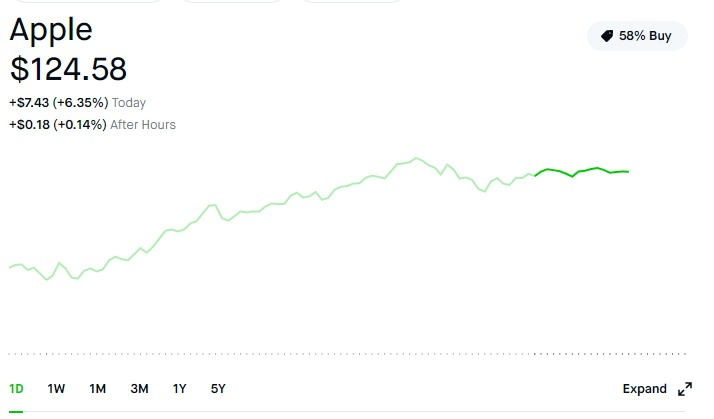 Apple
58% Buy
$124.58
+$7.43 (+6.35%) Today
+$0.18 (+0.14%) After Hours
1D 1W 1M 3M 1Y 5Y Expand